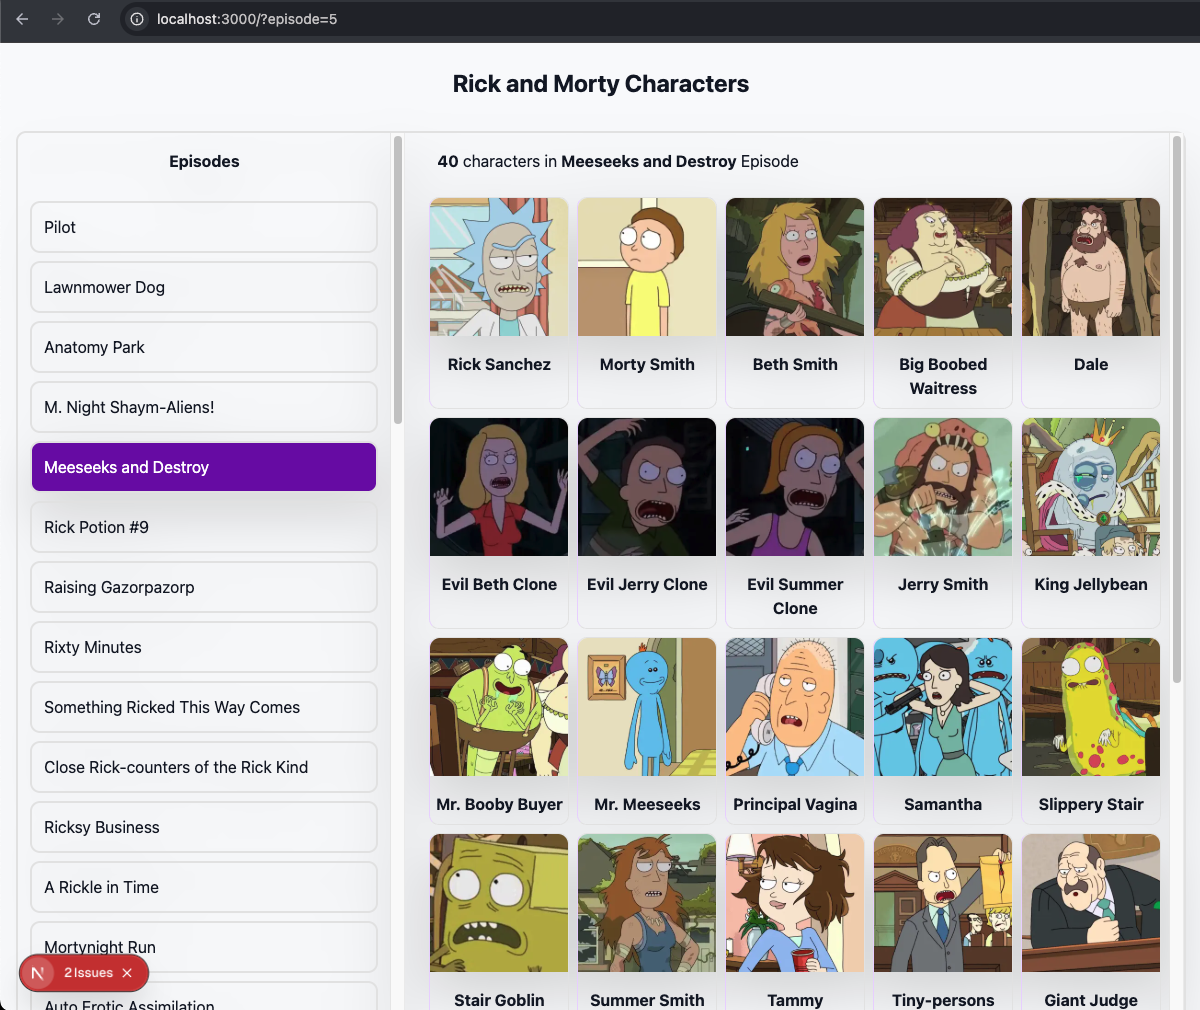 localhost:3000/?episode=5
Rick and Morty Characters
Episodes
Pilot
Lawnmower Dog
Anatomy Park
M. Night Shaym-Aliens!
Meeseeks and Destroy
Rick Potion #9
Raising Gazorpazorp
Rixty Minutes
Something Ricked This Way Comes
Close Rick-counters of the Rick Kind
Ricksy Business
A Rickle in Time
Mortynight Run
Auto Erotic Assimilation
N 2 Issues
40 characters in Meeseeks and Destroy Episode
Rick Sanchez
Morty Smith
Beth Smith
Big Boobed
Waitress
Dale
Evil Beth Clone
Evil Jerry Clone
Evil Summer
Clone
Jerry Smith
King Jellybean
Mr. Booby Buyer
Mr. Meeseeks
Principal Vagina
Samantha
Slippery Stair
Stair Goblin
Summer Smith
Tammy
Tiny-persons
Giant Judge